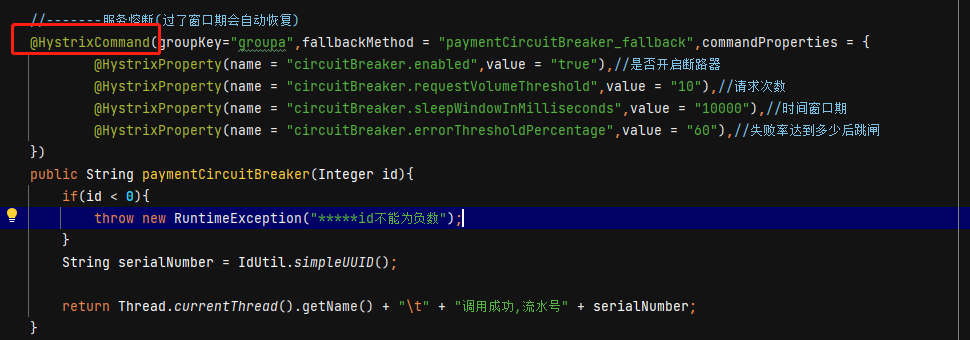 //-------服务熔断(过了窗口期会自动恢复)
@HystrixCommand(groupKey="groupa",fallbackMethod = "paymentCircuitBreaker_fallback",commandProperties = {
@HystrixProperty(name = "circuitBreaker.enabled",value = "true"),//是否开启断路器
@HystrixProperty(name = "circuitBreaker.requestVolumeThreshold",value = "10"),//请求次数
@HystrixProperty(name = "circuitBreaker.sleepWindowInMilliseconds",value = "10000"),//时间窗口期
@HystrixProperty(name = "circuitBreaker.errorThresholdPercentage",value = "60"),//失败率达到多少后跳闸
})
public String paymentCircuitBreaker(Integer id){
if(id < 0){
throw new RuntimeException("*****id不能为负数");
}
String serialNumber = IdUtil.simpleUUID();
return Thread.currentThread().getName() + "\t" + "调用成功,流水号" + serialNumber;
}